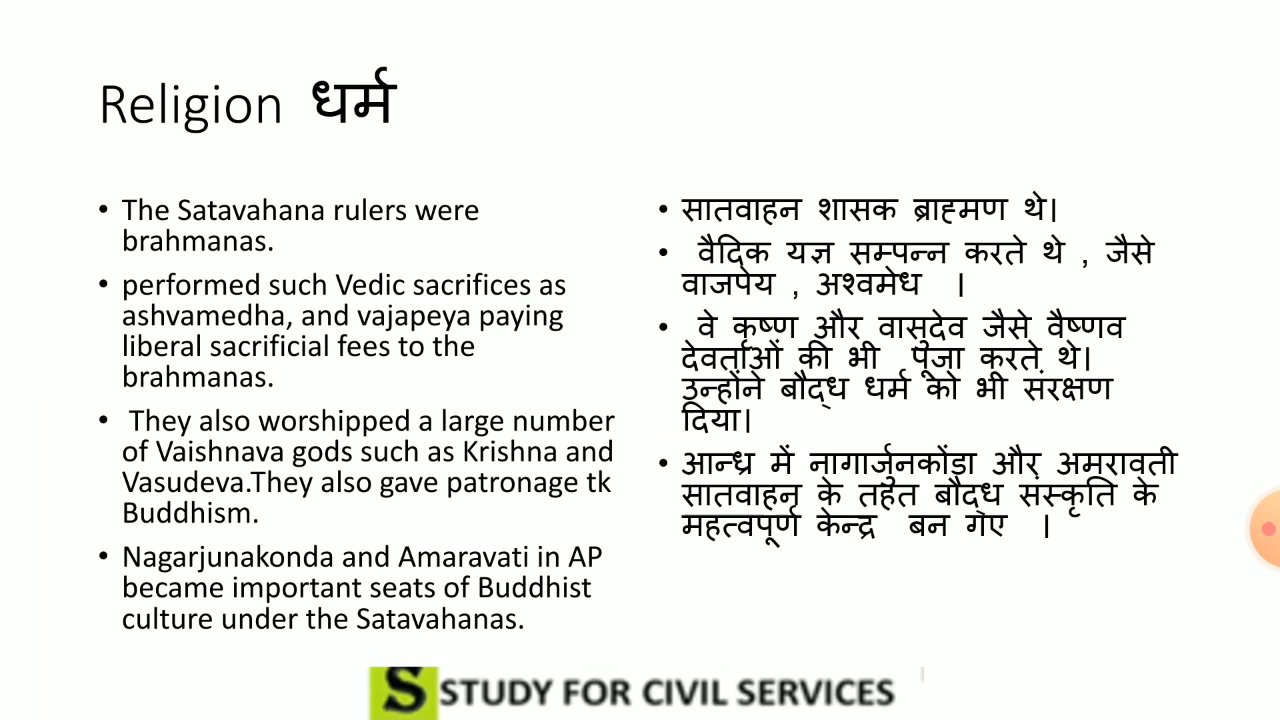 Religion धर्म
• The Satavahana rulers were
brahmanas.
• performed such Vedic sacrifices as
ashvamedha, and vajapeya paying
liberal sacrificial fees to the
brahmanas.
• They also worshipped a large number
of Vaishnava gods such as Krishna and
Vasudeva.They also gave patronage tk
Buddhism.
• Nagarjunakonda and Amaravati in AP
became important seats of Buddhist
culture under the Satavahanas.
• सातवाहन शासक ब्राह्मण थे।
• वैदिक यज्ञ सम्पन्न करते थे , जैसे
वाजपेय , अश्वमेध ।
• वे कृष्ण और वासुदेव जैसे वैष्णव
देवताओं की भी पूजा करते थे।
उन्होंने बौद्ध धर्म को भी संरक्षण
दिया।
• आन्ध्र में नागार्जुनकोंडा और अमरावती
सातवाहन के तहत बौद्ध संस्कृति के
महत्वपूर्ण केन्द्र बन गए ।
S STUDY FOR CIVIL SERVICES